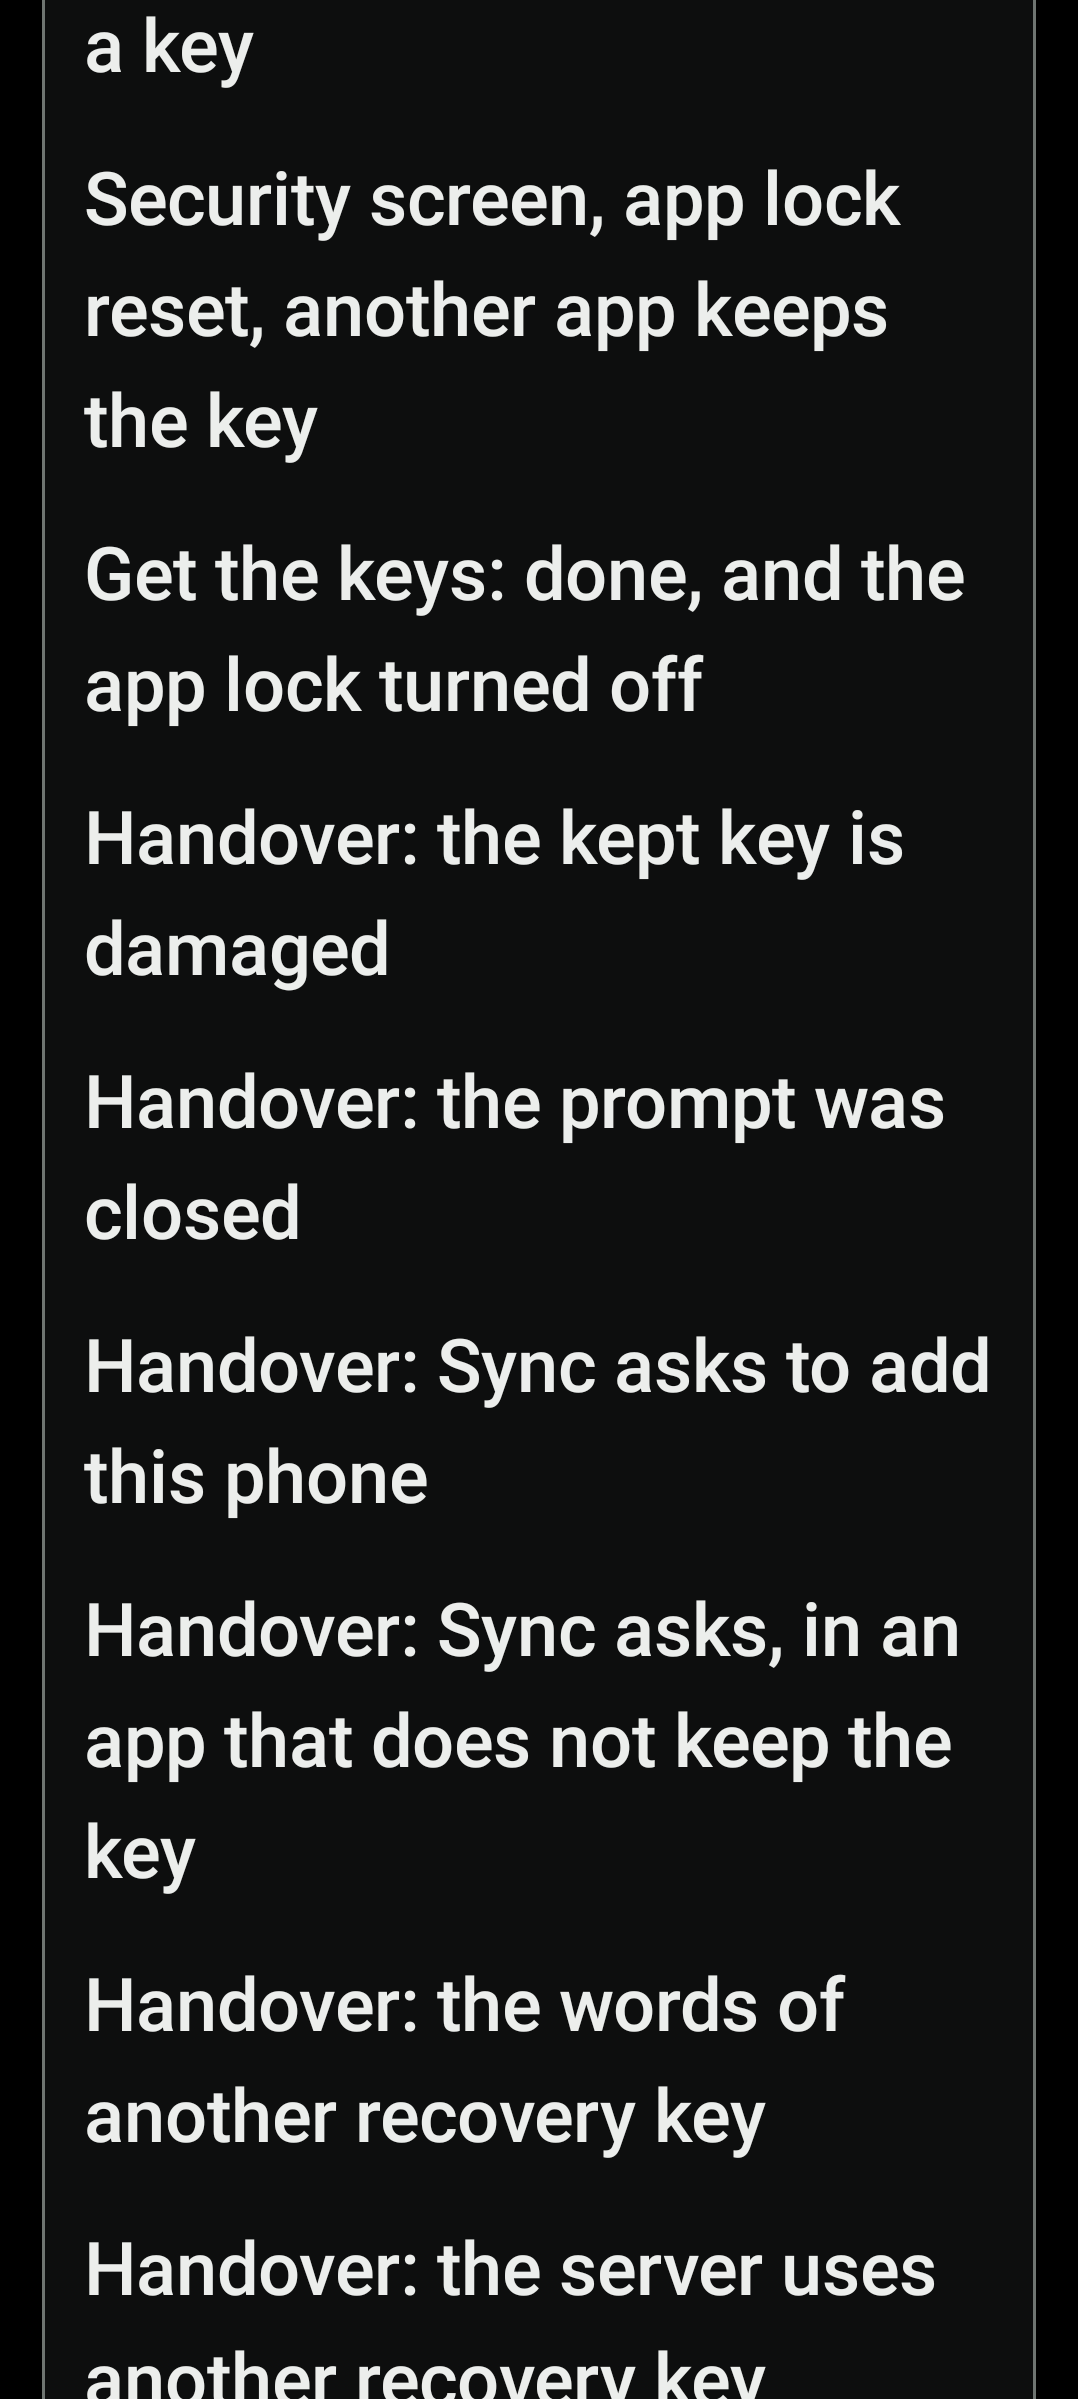 a key
Security screen, app lock
reset, another app keeps
the key
Get the keys: done, and the
app lock turned off
Handover: the kept key is
damaged
Handover: the prompt was
closed
Handover: Sync asks to add
this phone
Handover: Sync asks, in an
app that does not keep the
key
Handover: the words of
another recovery key
Handover: the server uses
another recovery key